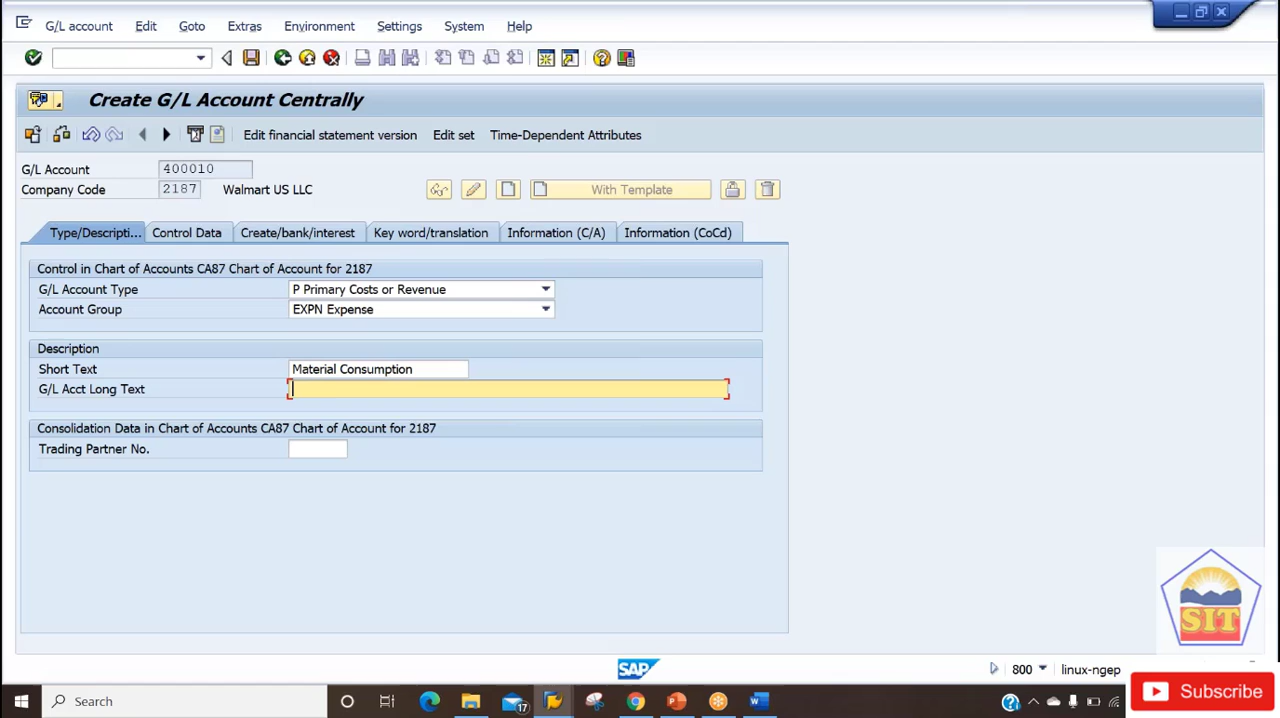 G/L account Edit Goto Extras Environment Settings System Help
Create G/L Account Centrally
Edit financial statement version Edit set Time-Dependent Attributes
G/L Account 400010
Company Code 2187 Walmart US LLC With Template
Type/Descripti... Control Data Create/bank/interest Key word/translation Information (C/A) Information (CoCd)
Control in Chart of Accounts CA87 Chart of Account for 2187
G/L Account Type P Primary Costs or Revenue
Account Group EXPN Expense
Description
Short Text Material Consumption
G/L Acct Long Text
Consolidation Data in Chart of Accounts CA87 Chart of Account for 2187
Trading Partner No.
SIT
SAP 800 linux-ngep
Search 17 Subscribe